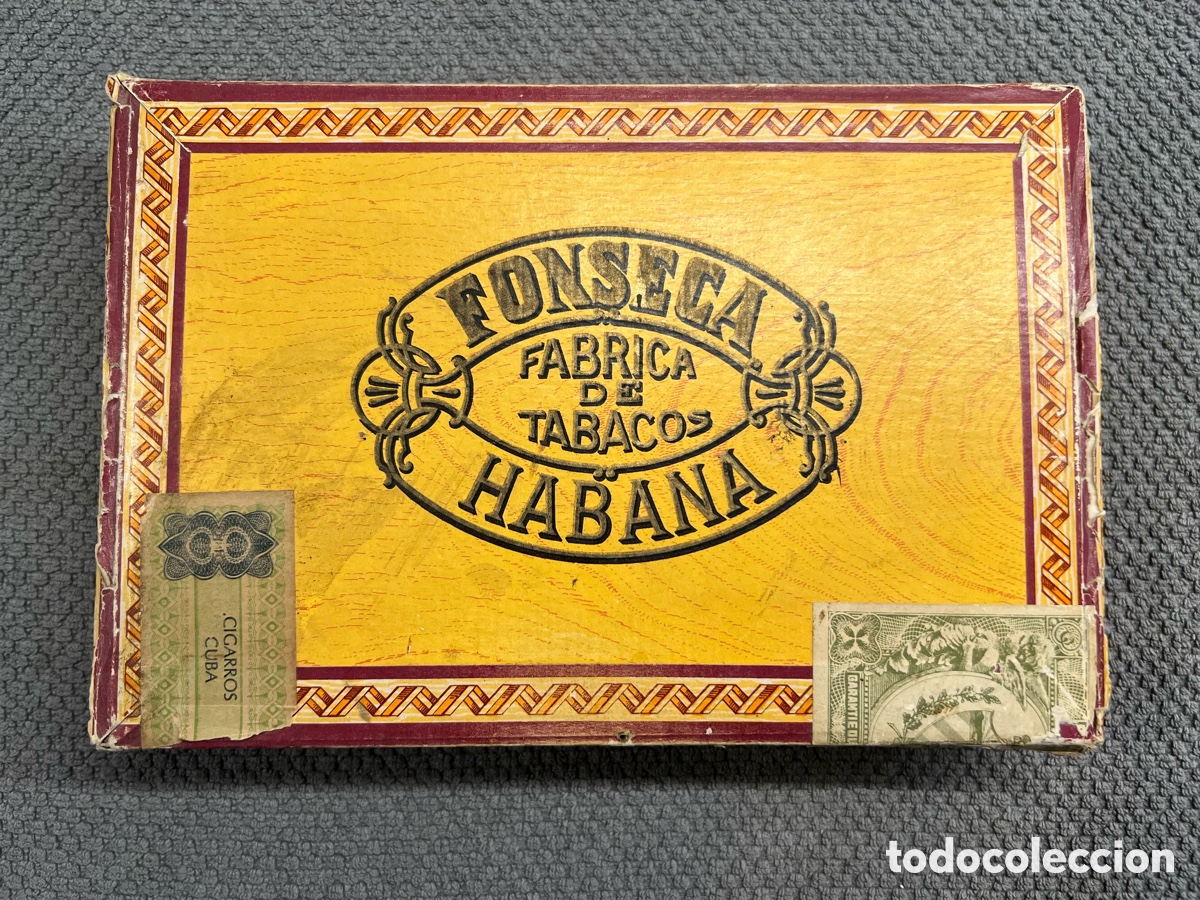 FONSECA
FABRICA
DE
TABACOS
HABANA
.CIGARROS
CUBA
todocoleccion